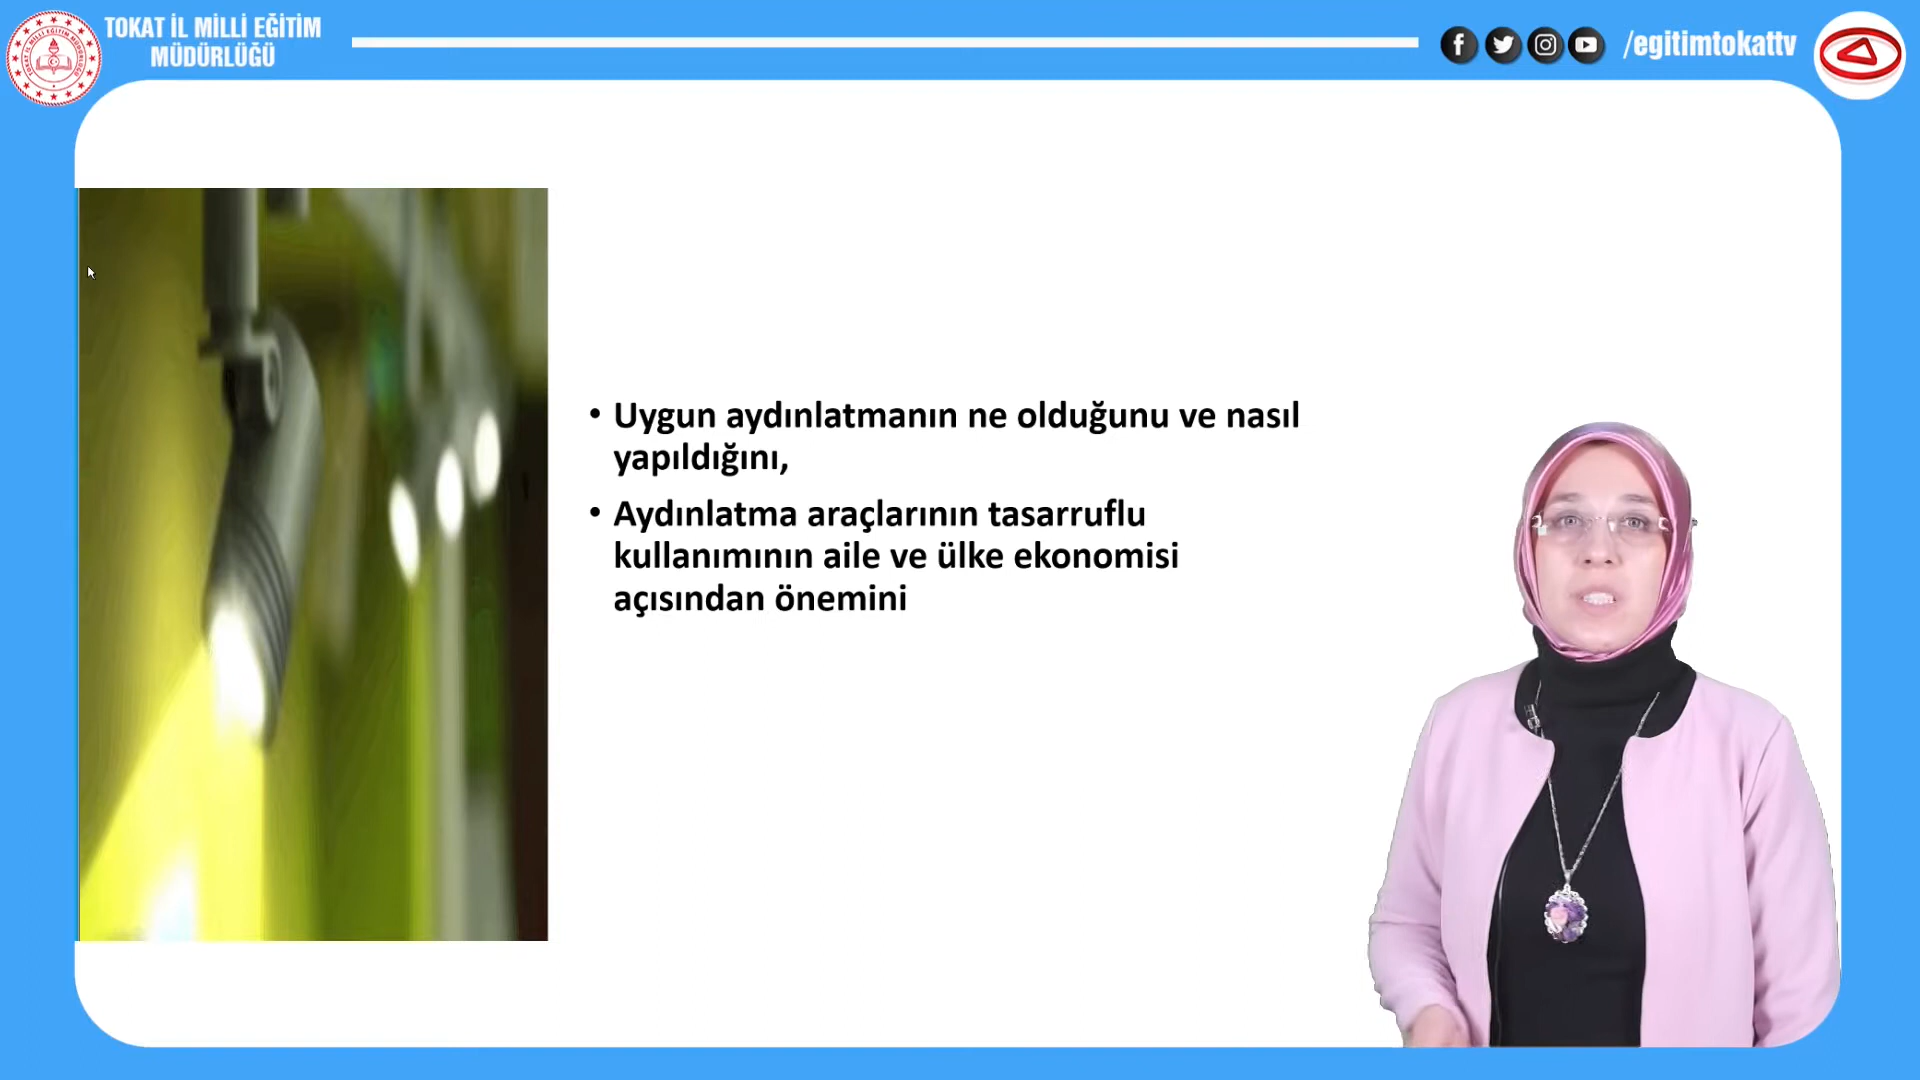 TOKAT İL MİLLİ EĞİTİM
MÜDÜRLÜĞÜ
/egitimtokattv
• Uygun aydınlatmanın ne olduğunu ve nasıl
yapıldığını,
• Aydınlatma araçlarının tasarruflu
kullanımının aile ve ülke ekonomisi
açısından önemini